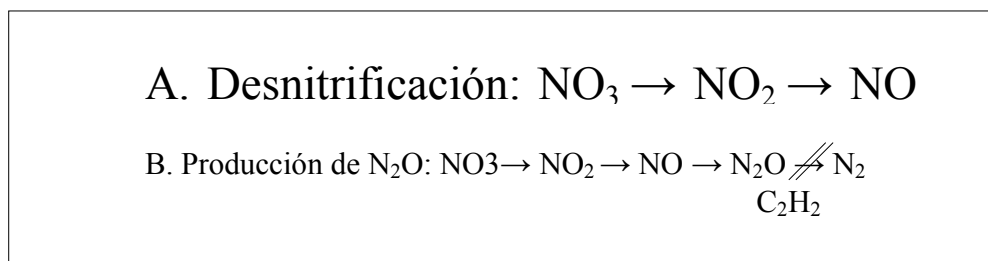 A. Desnitrificación: NO₃ → NO₂ → NO
B. Producción de N₂O: NO3→ NO₂ → NO → N₂O → N₂
C₂H₂